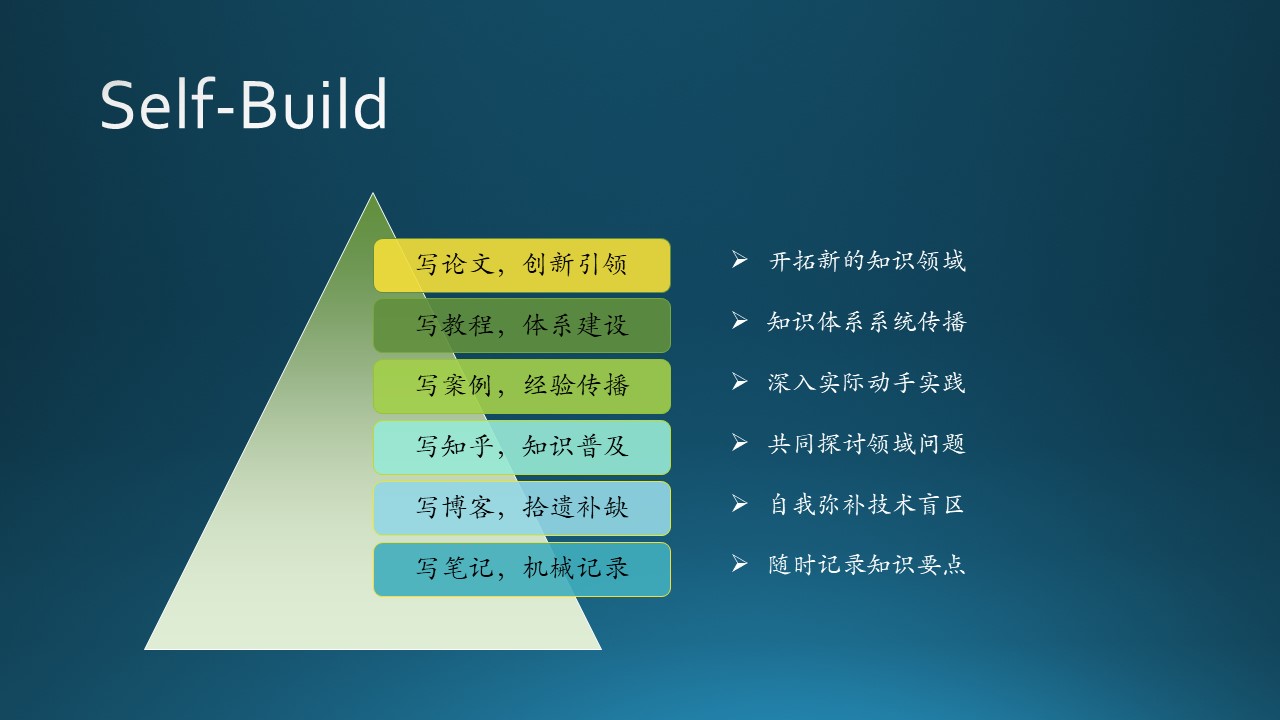 Self-Build
写论文，创新引领
开拓新的知识领域
写教程，体系建设
知识体系系统传播
写案例，经验传播
深入实际动手实践
写知乎，知识普及
共同探讨领域问题
写博客，拾遗补缺
自我弥补技术盲区
写笔记，机械记录
随时记录知识要点